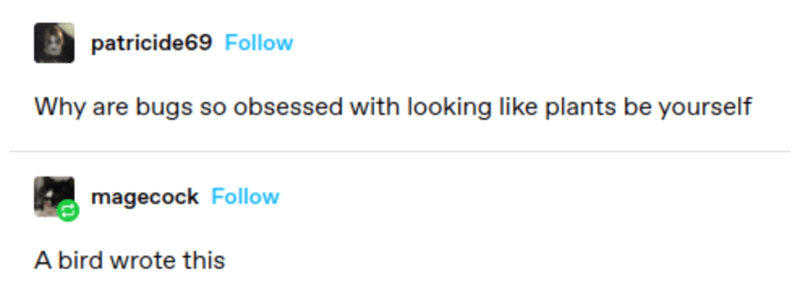 patricide69 Follow
Why are bugs so obsessed with looking like plants be yourself
magecock Follow
A bird wrote this